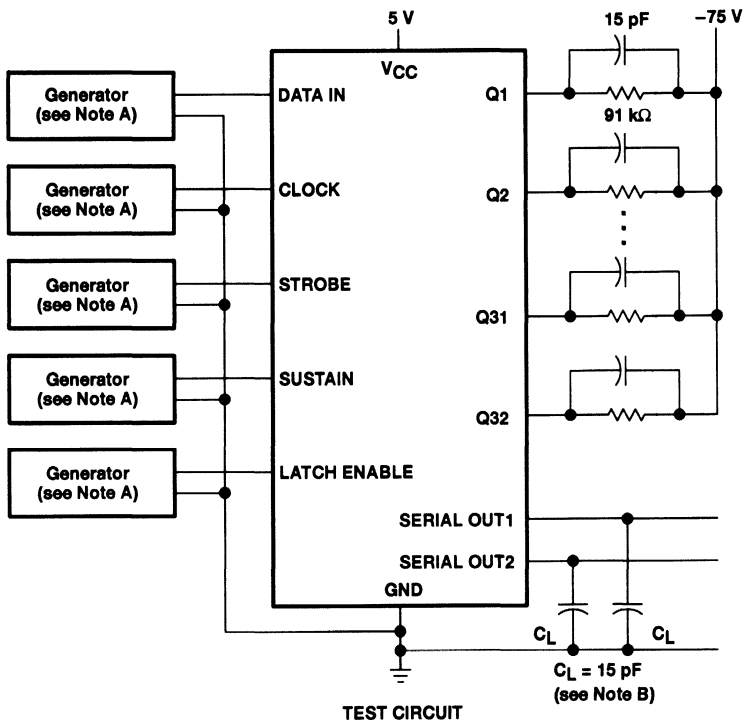 5 V
15 pF
–75 V
VCC
Generator
(see Note A)
DATA IN
Q1
91 kΩ
Generator
(see Note A)
CLOCK
Q2
Generator
(see Note A)
STROBE
Q31
Generator
(see Note A)
SUSTAIN
Q32
Generator
(see Note A)
LATCH ENABLE
SERIAL OUT1
SERIAL OUT2
GND
CL
CL
CL = 15 pF
(see Note B)
TEST CIRCUIT